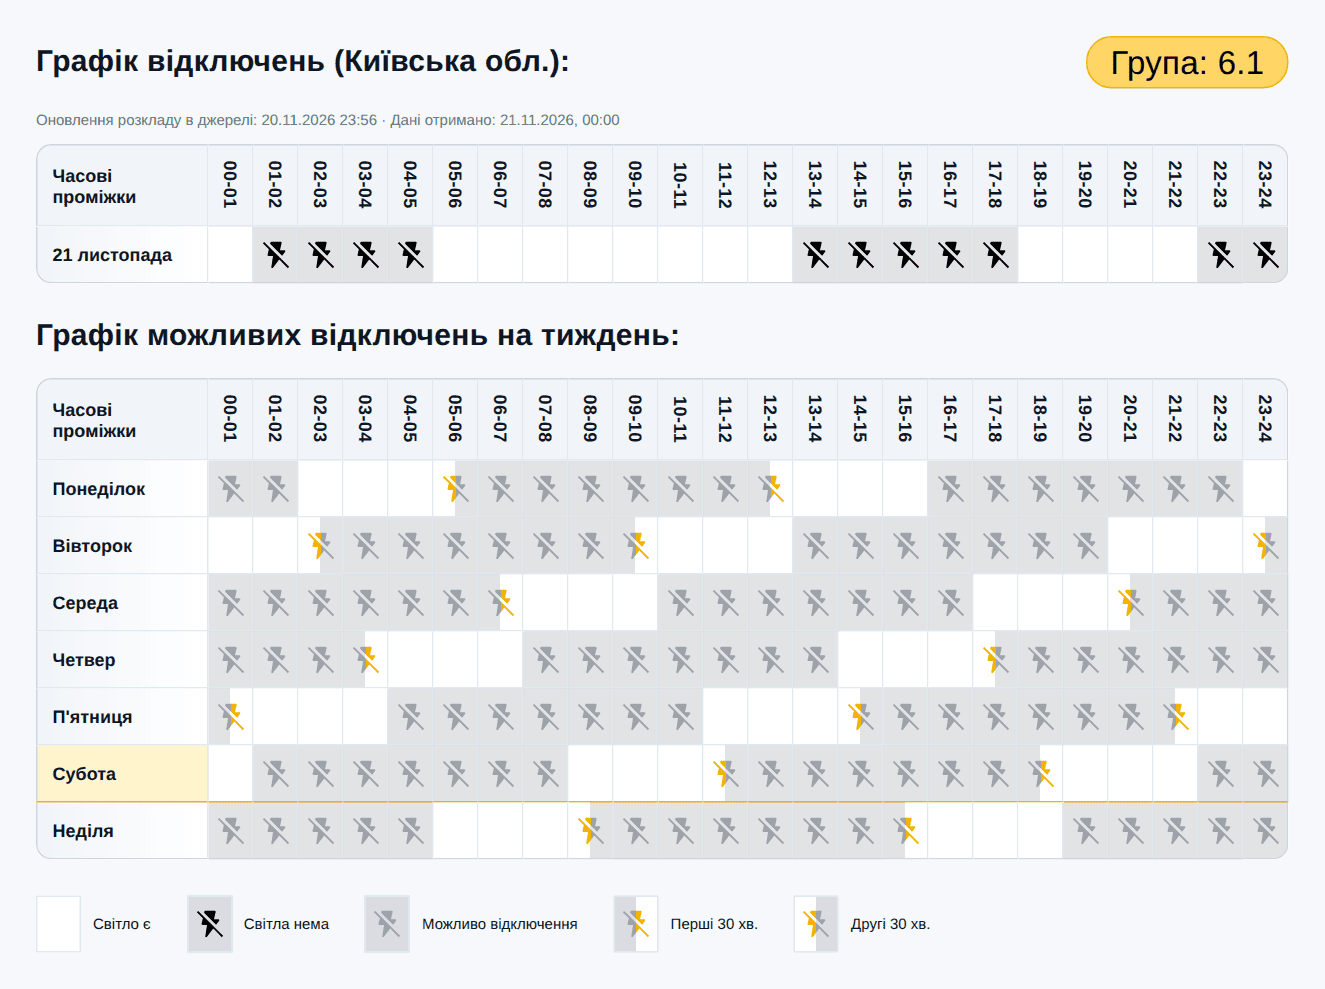 Графік відключень (Київська обл.):
Група: 6.1
Оновлення розкладу в джерелі: 20.11.2026 23:56 · Дані отримано: 21.11.2026, 00:00
Часові проміжки 00-01 01-02 02-03 03-04 04-05 05-06 06-07 07-08 08-09 09-10 10-11 11-12 12-13 13-14 14-15 15-16 16-17 17-18 18-19 19-20 20-21 21-22 22-23 23-24
21 листопада
Графік можливих відключень на тиждень:
Часові проміжки 00-01 01-02 02-03 03-04 04-05 05-06 06-07 07-08 08-09 09-10 10-11 11-12 12-13 13-14 14-15 15-16 16-17 17-18 18-19 19-20 20-21 21-22 22-23 23-24
Понеділок
Вівторок
Середа
Четвер
П'ятниця
Субота
Неділя
Світло є Світла нема Можливо відключення Перші 30 хв. Другі 30 хв.